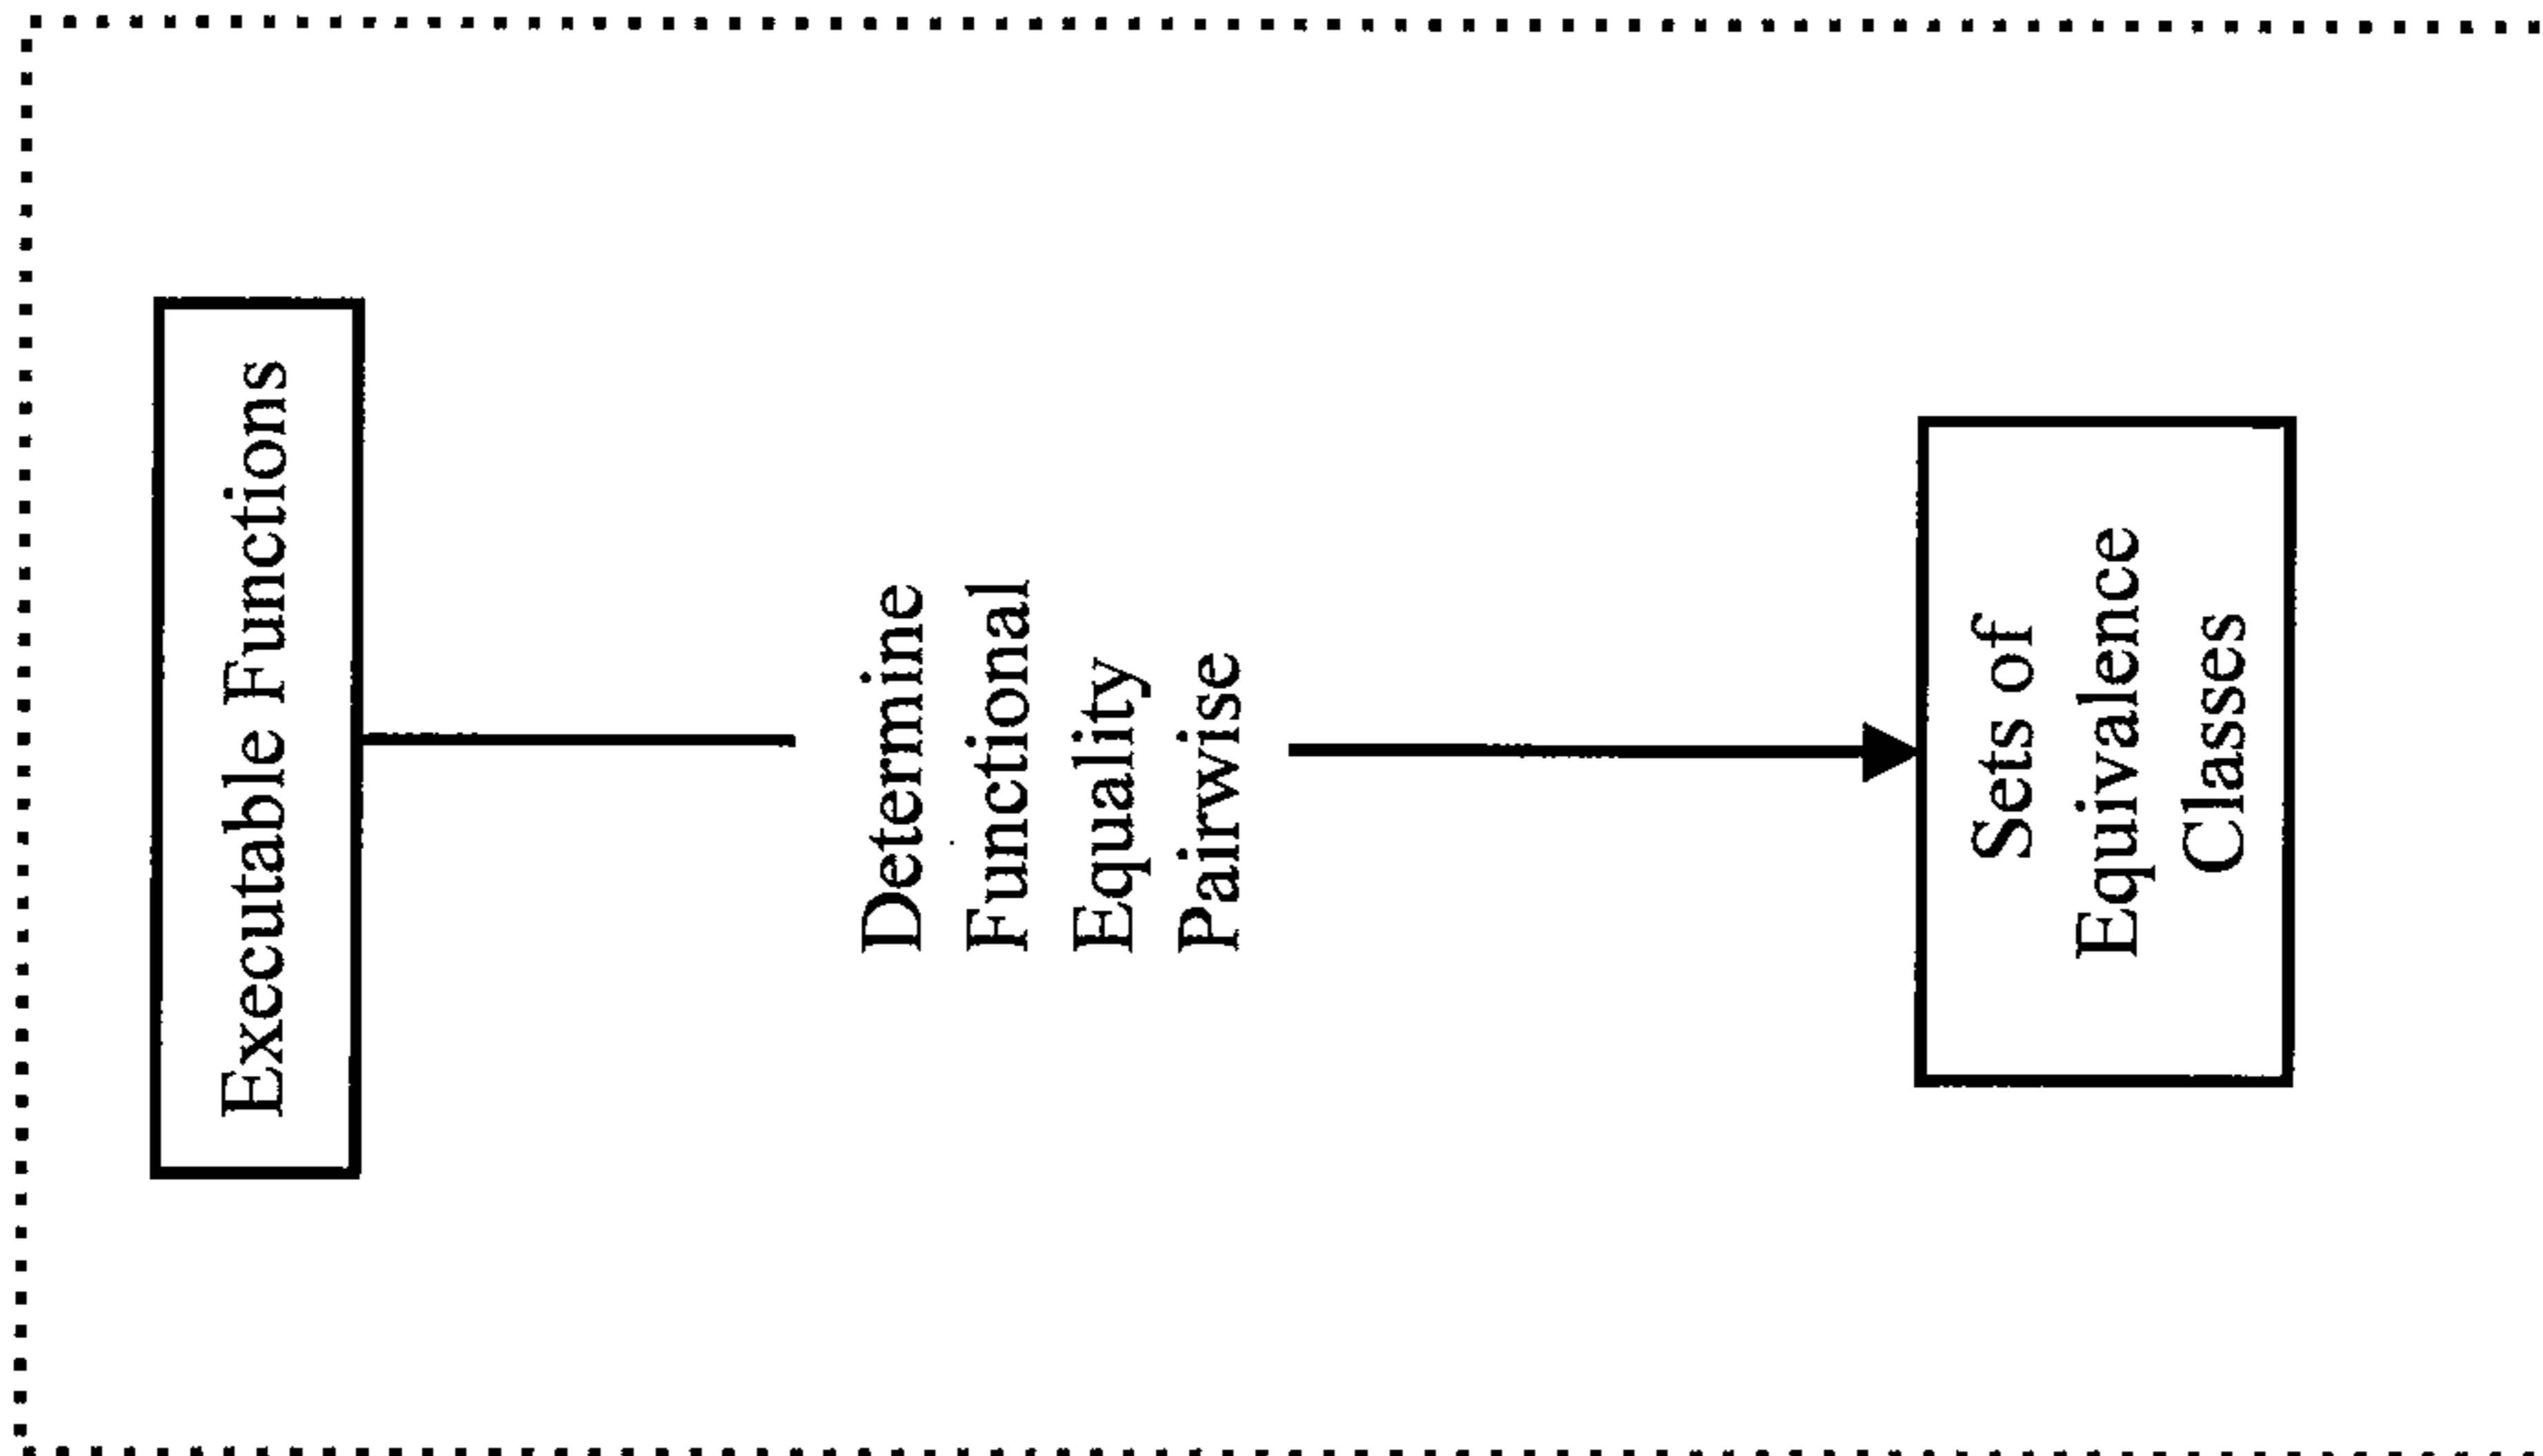 Executable Functions
Determine
Functional
Equality
Pairwise
Sets of
Equivalence
Classes